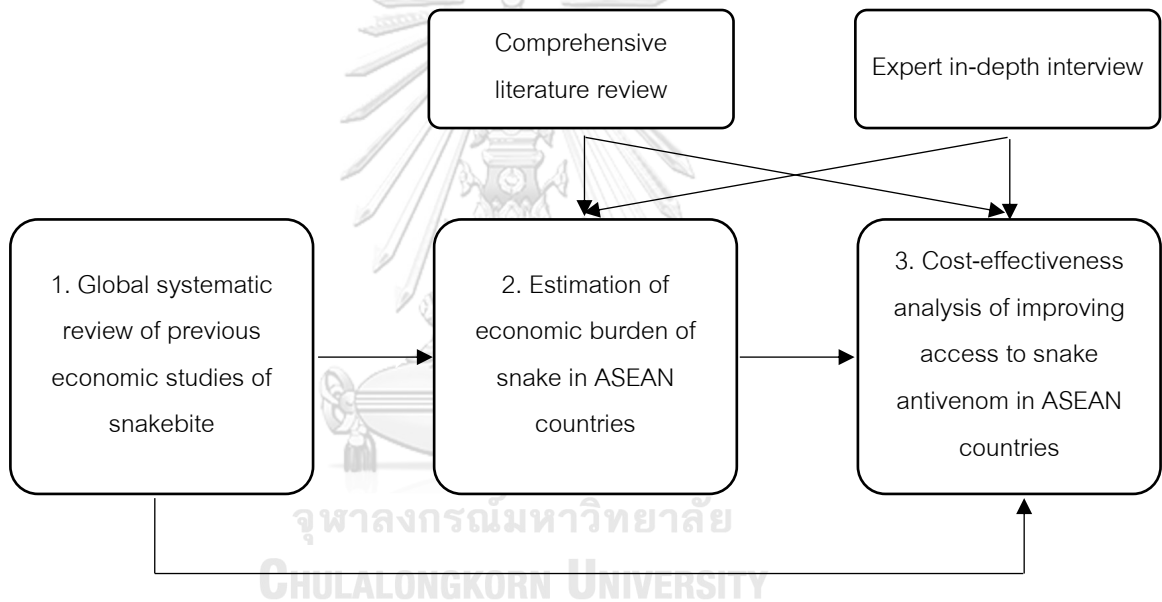 Comprehensive
literature review
Expert in-depth interview
1. Global systematic
review of previous
economic studies of
snakebite
2. Estimation of
economic burden of
snake in ASEAN
countries
3. Cost-effectiveness
analysis of improving
access to snake
antivenom in ASEAN
countries
จุฬาลงกรณ์มหาวิทยาลัย
CHULALONGKORN UNIVERSITY